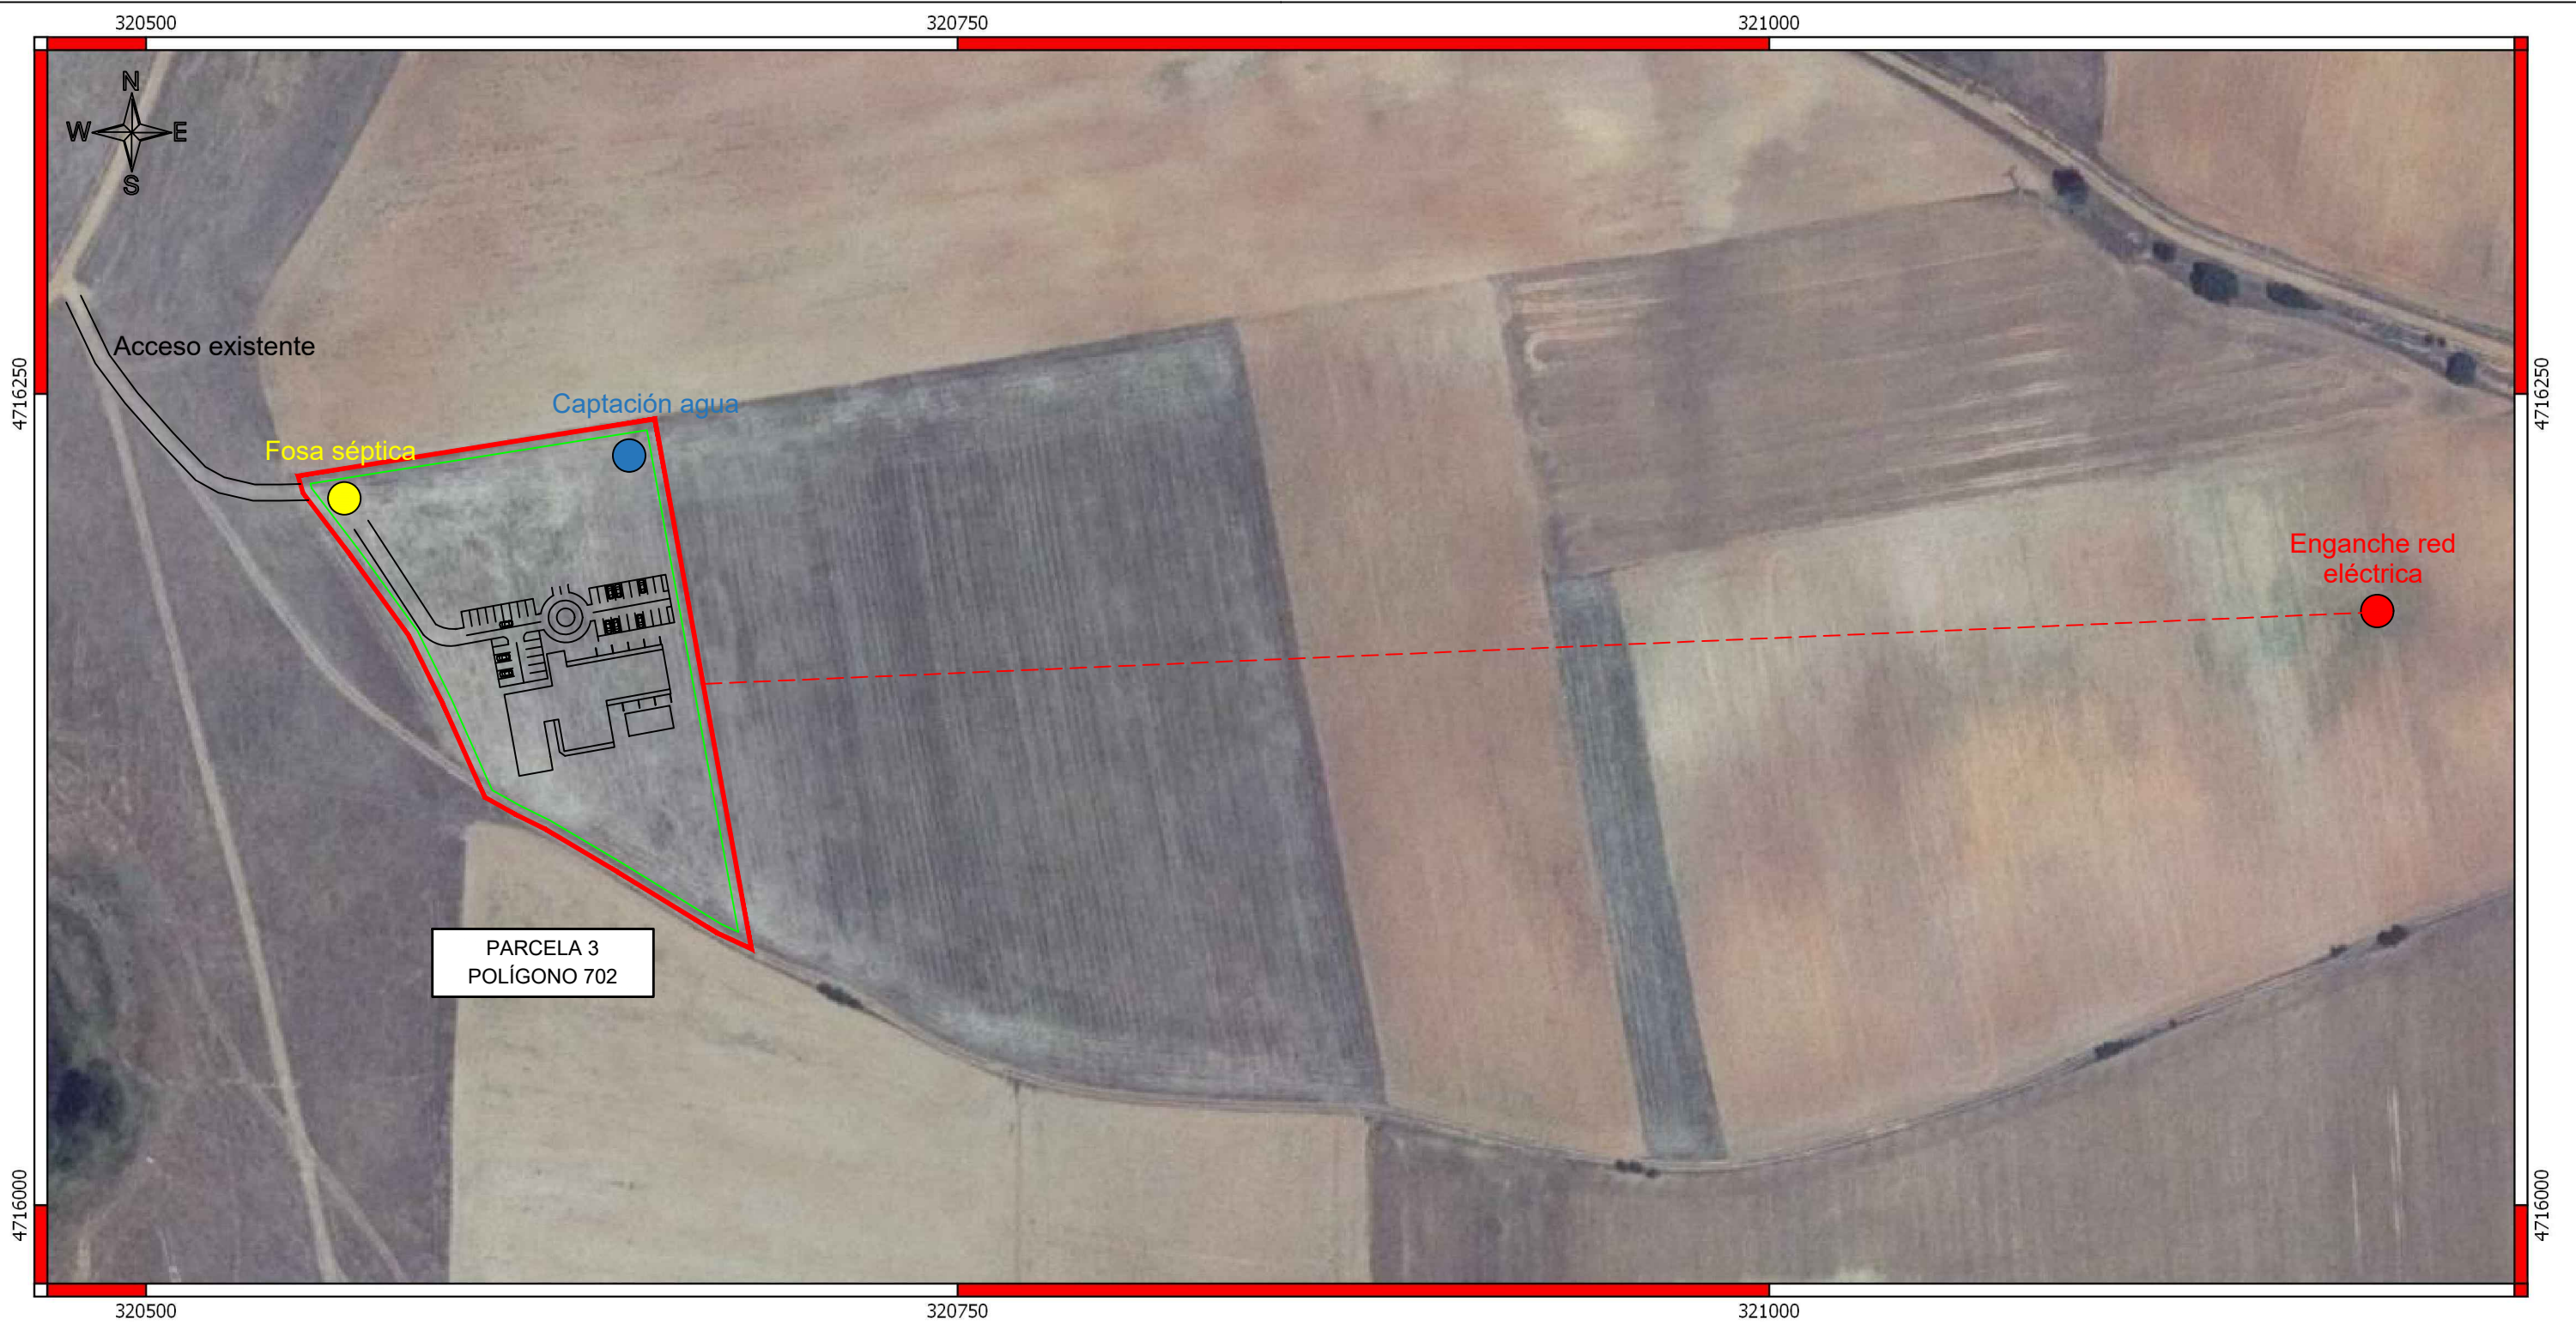 320500 320750 321000
N
W E
S
Acceso existente
4716250 4716250
Captación agua
Fosa séptica
Enganche red
eléctrica
PARCELA 3
POLÍGONO 702
4716000 4716000
320500 320750 321000